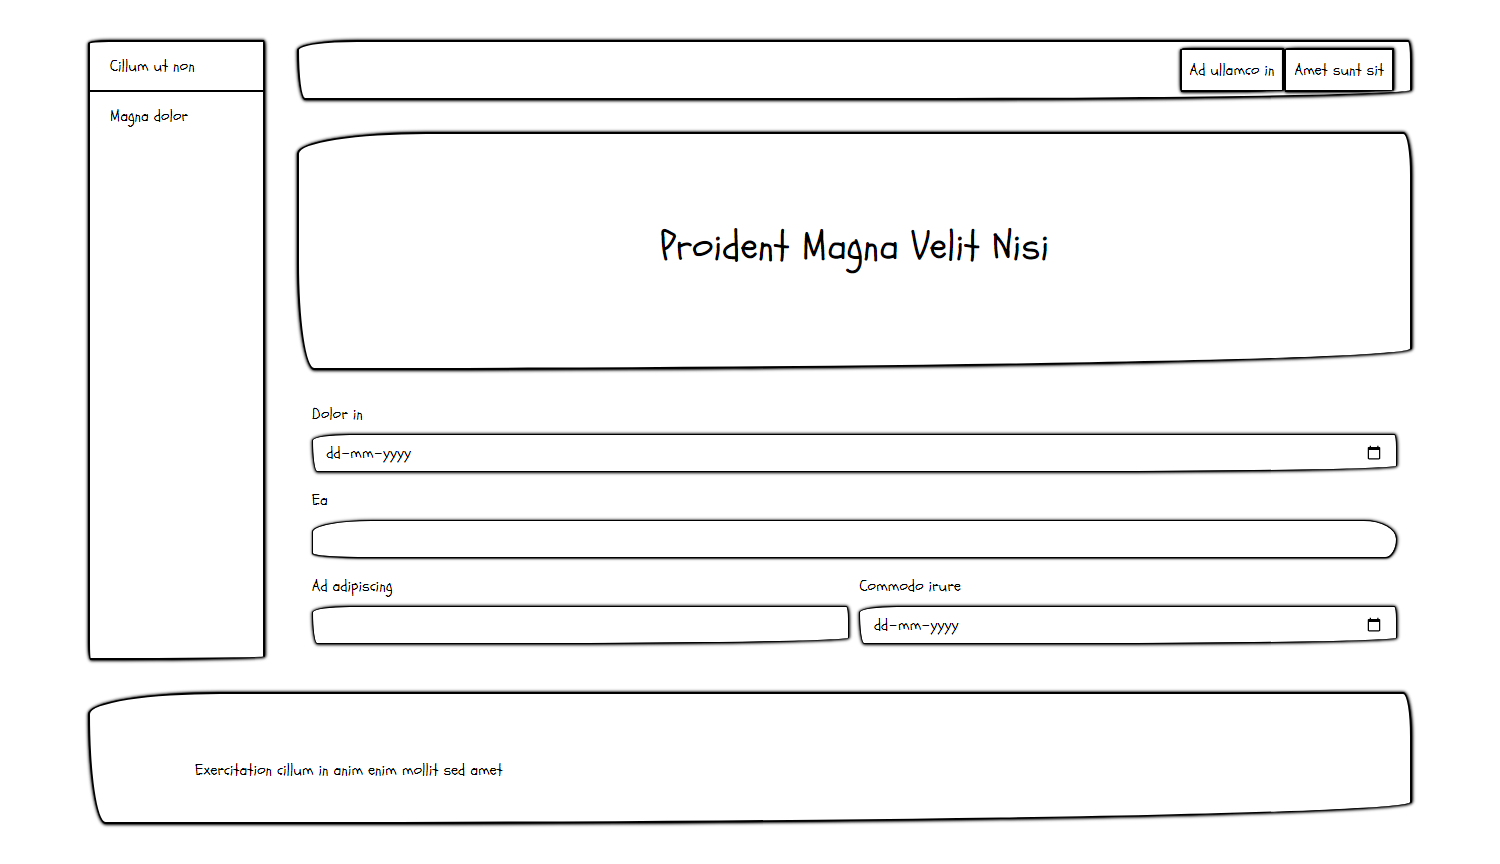 Cillum ut non
Magna dolor
Ad ullamco in
Amet sunt sit
Proident Magna Velit Nisi
Dolor in
dd-mm-yyyy
Ea
Ad adipiscing
Commodo irure
dd-mm-yyyy
Exercitation cillum in anim enim mollit sed amet